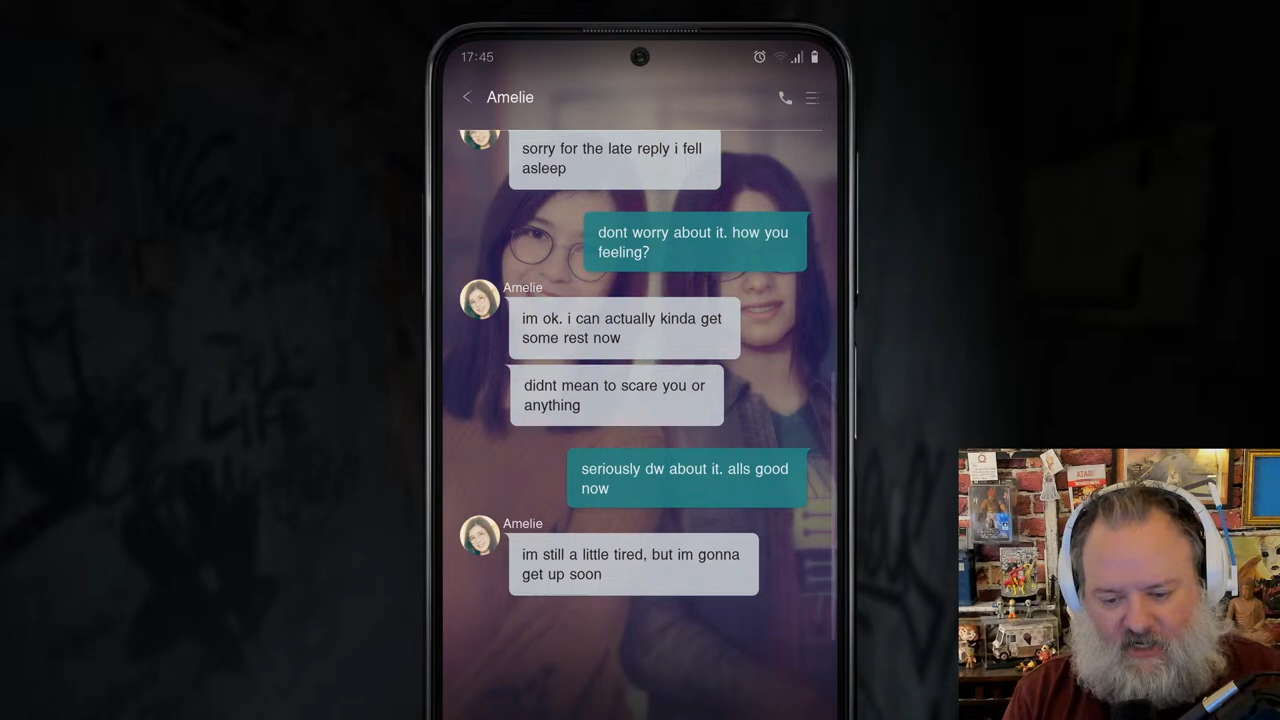 17:45
Amelie
sorry for the late reply i fell
asleep
dont worry about it. how you
feeling?
Amelie
im ok. i can actually kinda get
some rest now
didnt mean to scare you or
anything
seriously dw about it. alls good
now
Amelie
im still a little tired, but im gonna
get up soon
ATARI
LIFE